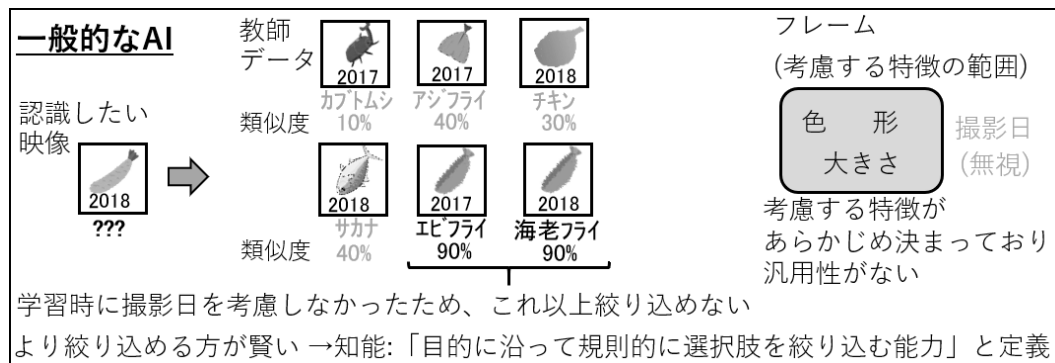 一般的なAI
教師
データ
2017
2017
2018
カブトムシ
アジフライ
チキン
類似度
10%
40%
30%
認識したい
映像
2018
???
2018
2017
2018
サカナ
エビフライ
海老フライ
類似度
40%
90%
90%
フレーム
(考慮する特徴の範囲)
色 形
大きさ
撮影日
(無視)
考慮する特徴が
あらかじめ決まっており
汎用性がない
学習時に撮影日を考慮しなかったため、これ以上絞り込めない
より絞り込める方が賢い →知能:「目的に沿って規則的に選択肢を絞り込む能力」と定義